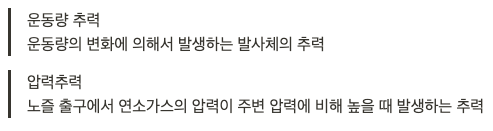 운동량 추력
운동량의 변화에 의해서 발생하는 발사체의 추력
압력추력
노즐 출구에서 연소가스의 압력이 주변 압력에 비해 높을 때 발생하는 추력